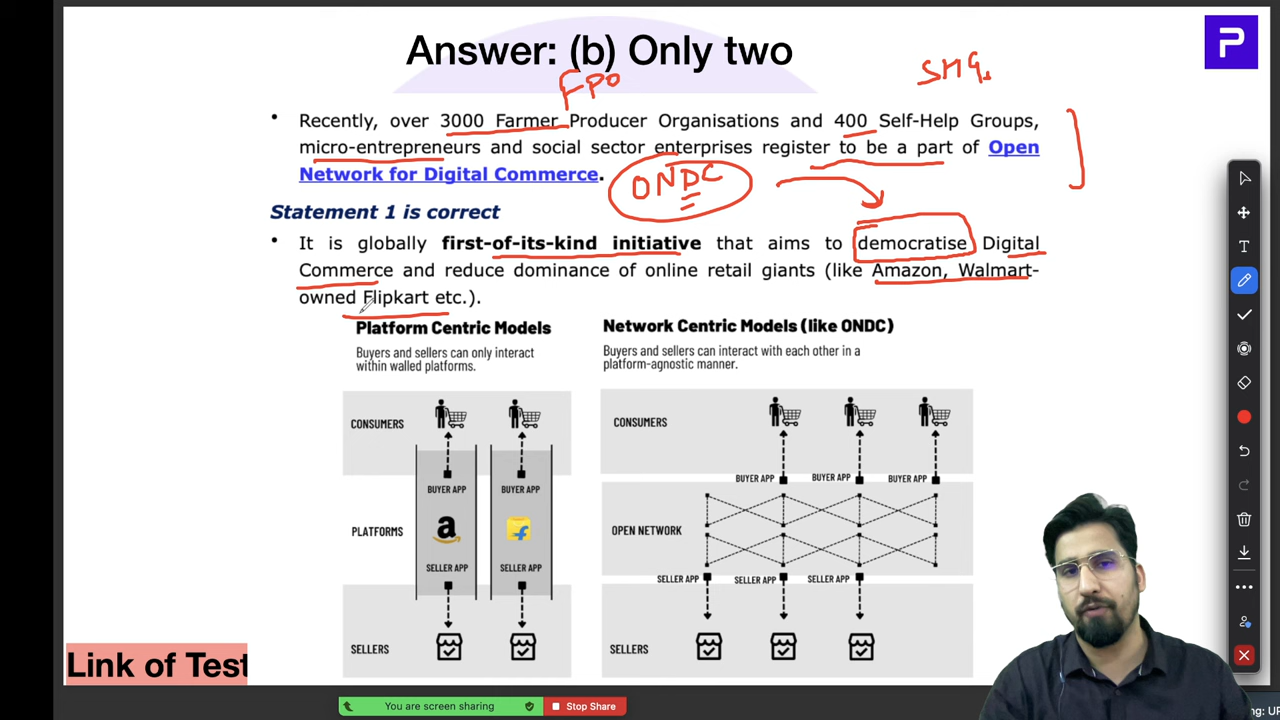 Answer: (b) Only two
P
FPO
SHG.
• Recently, over 3000 Farmer Producer Organisations and 400 Self-Help Groups,
micro-entrepreneurs and social sector enterprises register to be a part of Open
Network for Digital Commerce.
ONDC
Statement 1 is correct
• It is globally first-of-its-kind initiative that aims to democratise Digital
Commerce and reduce dominance of online retail giants (like Amazon, Walmart-
owned Flipkart etc.).
Platform Centric Models
Buyers and sellers can only interact
within walled platforms.
CONSUMERS
BUYER APP BUYER APP
PLATFORMS
a
SELLER APP SELLER APP
SELLERS
Network Centric Models (like ONDC)
Buyers and sellers can interact with each other in a
platform-agnostic manner.
CONSUMERS
BUYER APP BUYER APP BUYER APP
OPEN NETWORK
SELLER APP SELLER APP SELLER APP
SELLERS
T
Link of Test
You are screen sharing
Stop Share
ng: UP